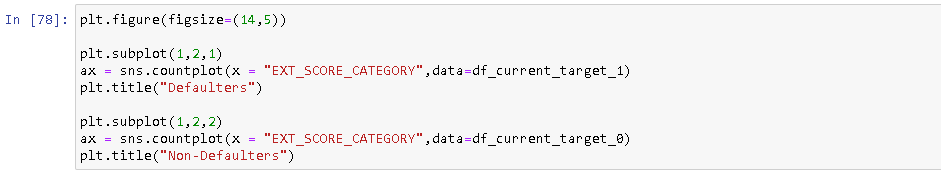 In [78]: plt.figure(figsize=(14,5))
plt.subplot(1,2,1)
ax = sns.countplot(x = "EXT_SCORE_CATEGORY",data=df_current_target_1)
plt.title("Defaulters")
plt.subplot(1,2,2)
ax = sns.countplot(x = "EXT_SCORE_CATEGORY",data=df_current_target_0)
plt.title("Non-Defaulters")